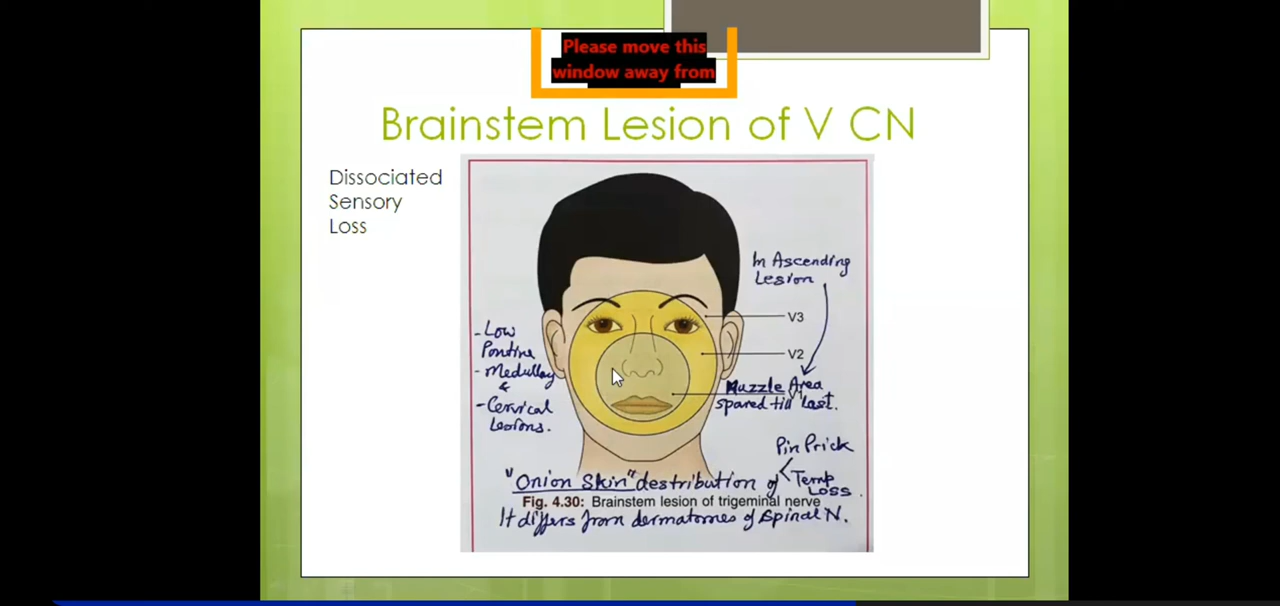 Please move this
window away from
Brainstem Lesion of V CN
Dissociated
Sensory
Loss
In Ascending
Lesion
V3
V2
Muzzle Area
spared till last.
- Low
Pontine
- Medullay
&
- Cervical
Lesions.
Pin Prick
"Onion Skin" destribution of < Temp
Loss.
Fig. 4.30: Brainstem lesion of trigeminal nerve
It differs from dermatomes of Spinal N.